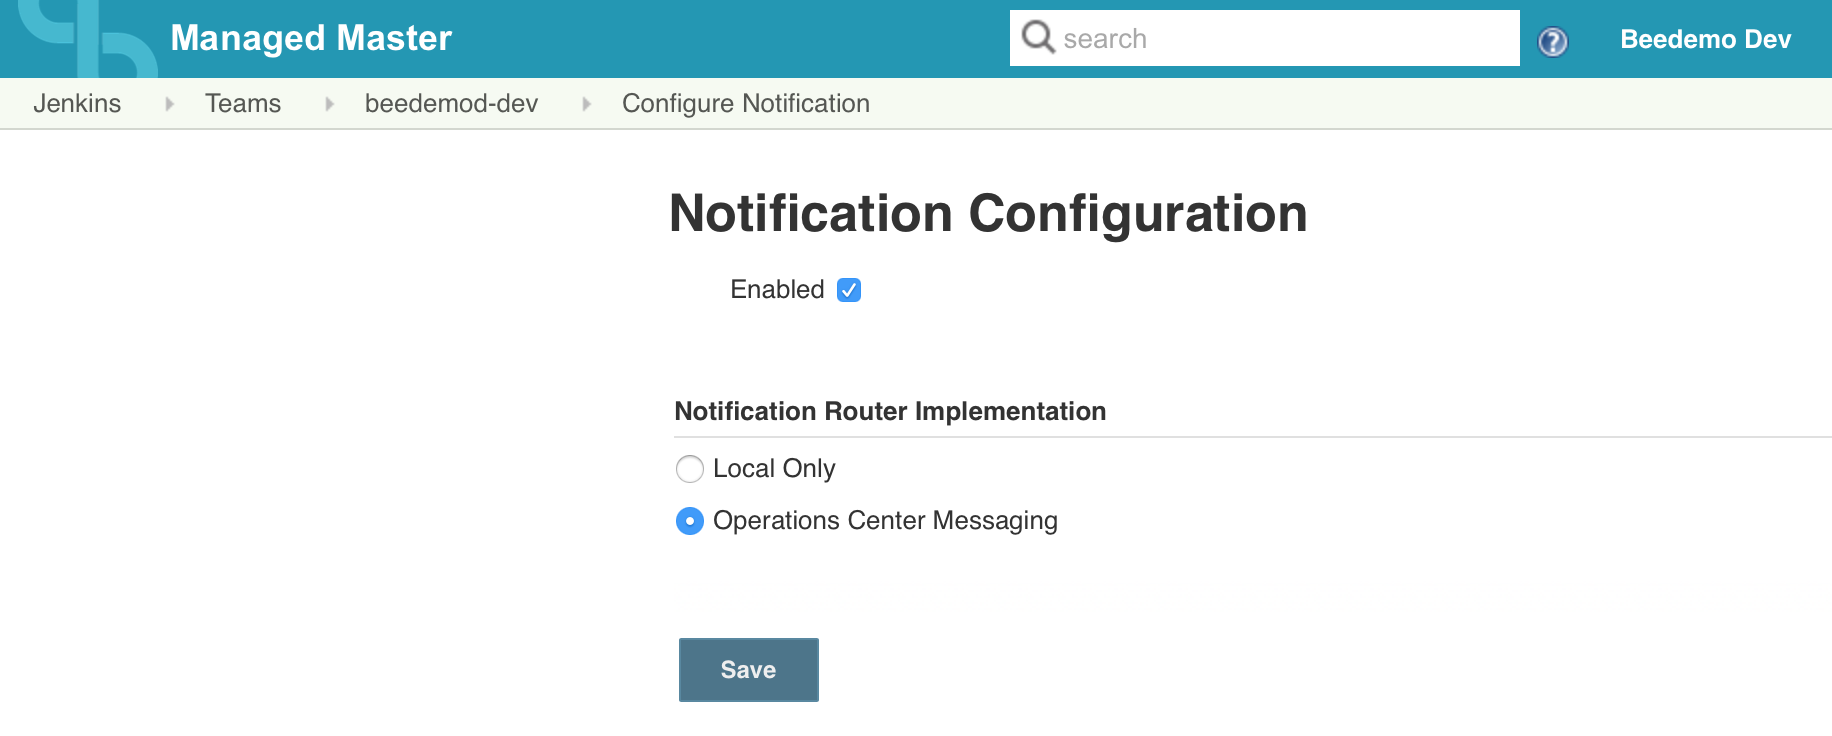 Managed Master
search
?
Beedemo Dev
Jenkins Teams beedemod-dev Configure Notification
Notification Configuration
Enabled
Notification Router Implementation
Local Only
Operations Center Messaging
Save